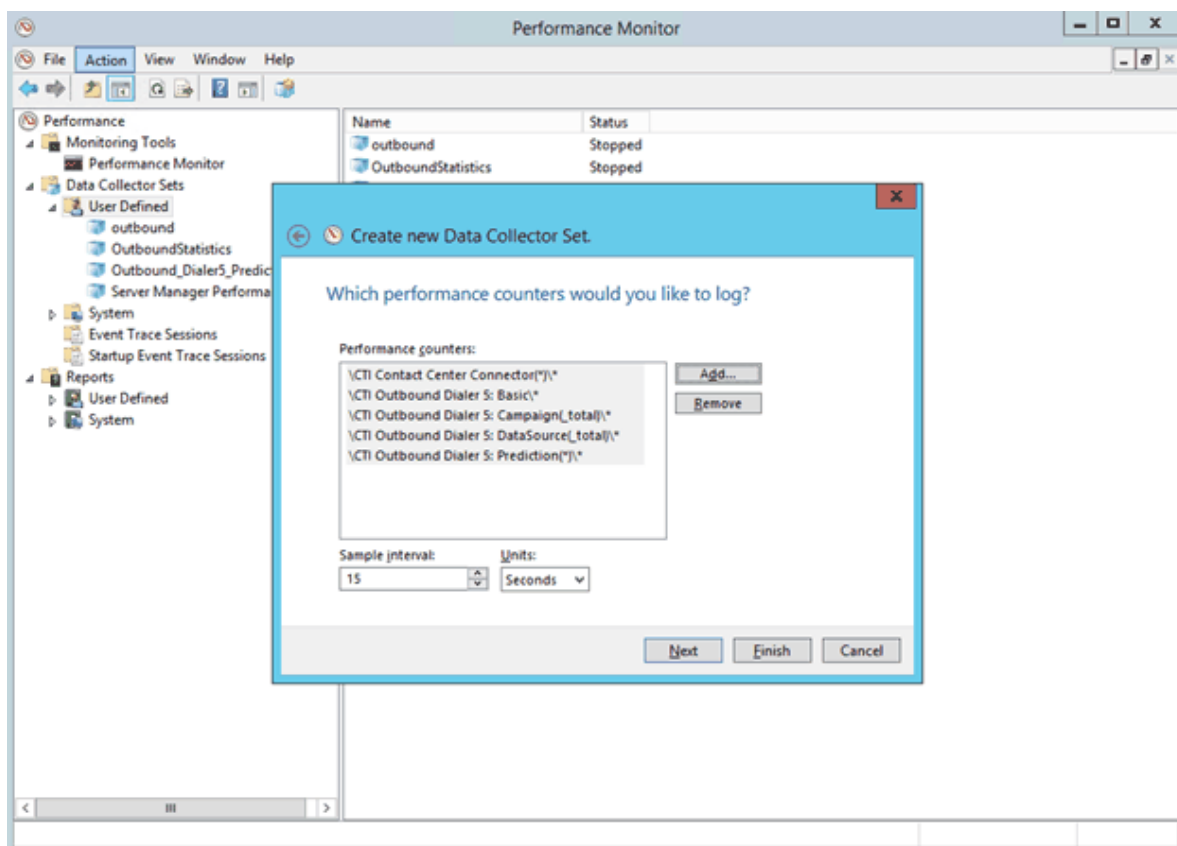 Performance Monitor
File Action View Window Help
Performance
Monitoring Tools
Performance Monitor
Data Collector Sets
User Defined
outbound
OutboundStatistics
Outbound_Dialer5_Predic
Server Manager Performa
System
Event Trace Sessions
Startup Event Trace Sessions
Reports
User Defined
System
Name Status
outbound Stopped
OutboundStatistics Stopped
Create new Data Collector Set.
Which performance counters would you like to log?
Performance counters:
\CTI Contact Center Connector(*)\*
\CTI Outbound Dialer 5: Basic\*
\CTI Outbound Dialer 5: Campaign(_total)\*
\CTI Outbound Dialer 5: DataSource(_total)\*
\CTI Outbound Dialer 5: Prediction(*)\*
Add...
Remove
Sample interval: Units:
15 Seconds
Next Finish Cancel